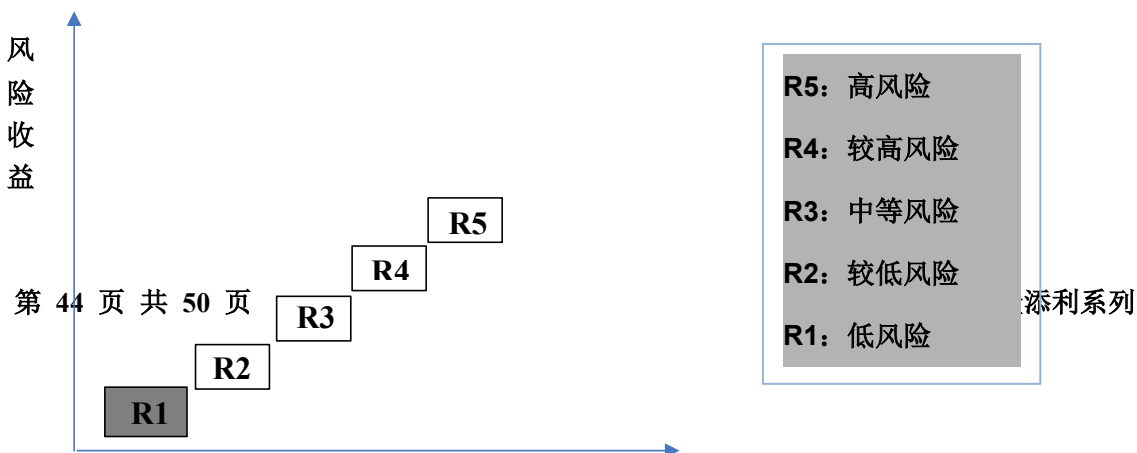 风
险
收
益
R5：高风险
R4：较高风险
R3：中等风险
R2：较低风险
R1：低风险
R5
R4
R3
R2
R1
第 44 页 共 50 页
添利系列